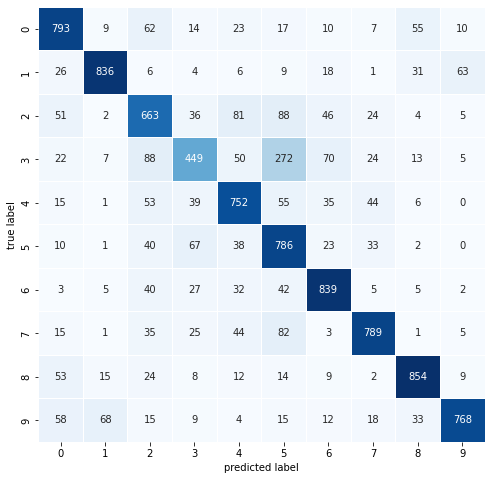 0 793 9 62 14 23 17 10 7 55 10
1 26 836 6 4 6 9 18 1 31 63
2 51 2 663 36 81 88 46 24 4 5
3 22 7 88 449 50 272 70 24 13 5
4 15 1 53 39 752 55 35 44 6 0
5 10 1 40 67 38 786 23 33 2 0
6 3 5 40 27 32 42 839 5 5 2
7 15 1 35 25 44 82 3 789 1 5
8 53 15 24 8 12 14 9 2 854 9
9 58 68 15 9 4 15 12 18 33 768
true label
0 1 2 3 4 5 6 7 8 9
predicted label